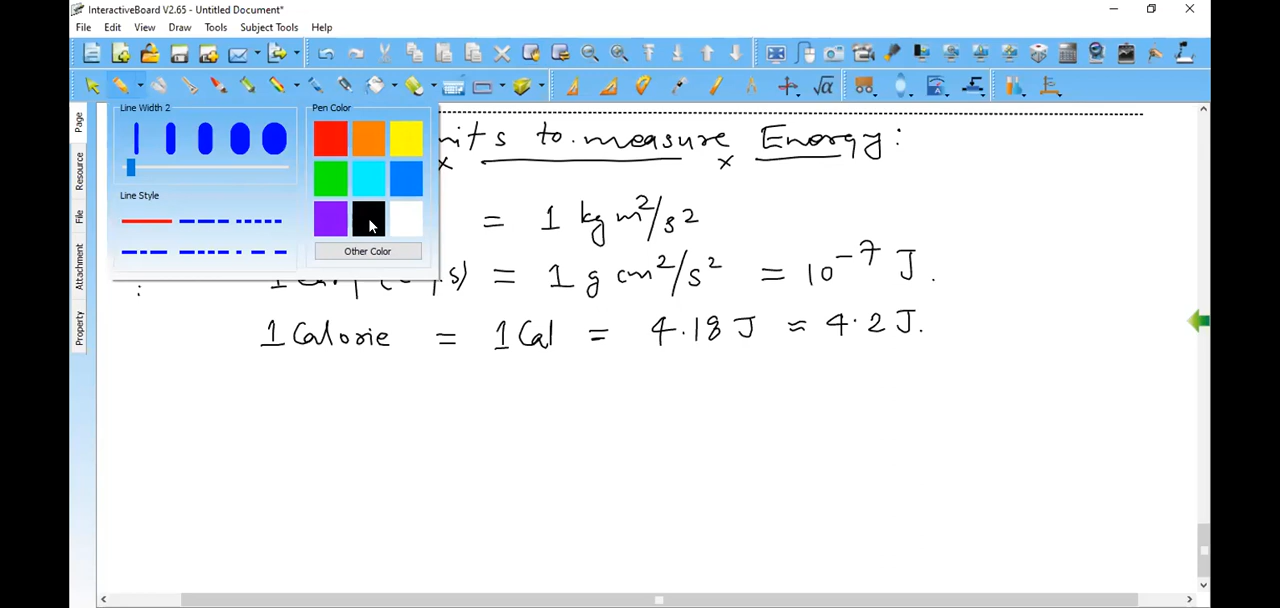 InteractiveBoard V2.65 - Untitled Document*
File Edit View Draw Tools Subject Tools Help
Line Width 2
Pen Color
Line Style
Other Color
Page
Resource
File
Attachment
Property
to measure Energy:
= 1 kg m²/s²
s) = 1 g cm²/s² = 10⁻⁷ J.
1 Calorie = 1 Cal = 4.18 J ≈ 4.2 J.